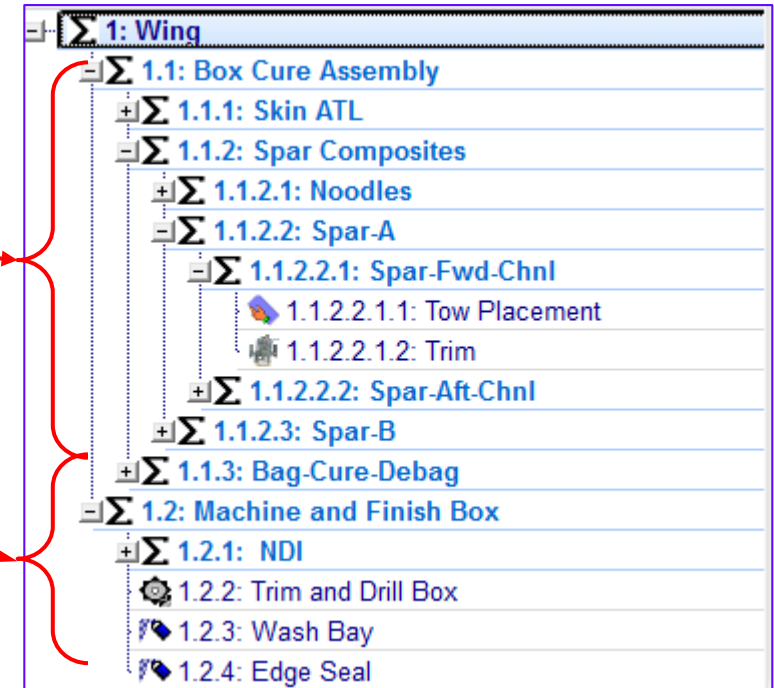 Σ 1: Wing
Σ 1.1: Box Cure Assembly
Σ 1.1.1: Skin ATL
Σ 1.1.2: Spar Composites
Σ 1.1.2.1: Noodles
Σ 1.1.2.2: Spar-A
Σ 1.1.2.2.1: Spar-Fwd-Chnl
1.1.2.2.1.1: Tow Placement
1.1.2.2.1.2: Trim
Σ 1.1.2.2.2: Spar-Aft-Chnl
Σ 1.1.2.3: Spar-B
Σ 1.1.3: Bag-Cure-Debag
Σ 1.2: Machine and Finish Box
Σ 1.2.1: NDI
1.2.2: Trim and Drill Box
1.2.3: Wash Bay
1.2.4: Edge Seal